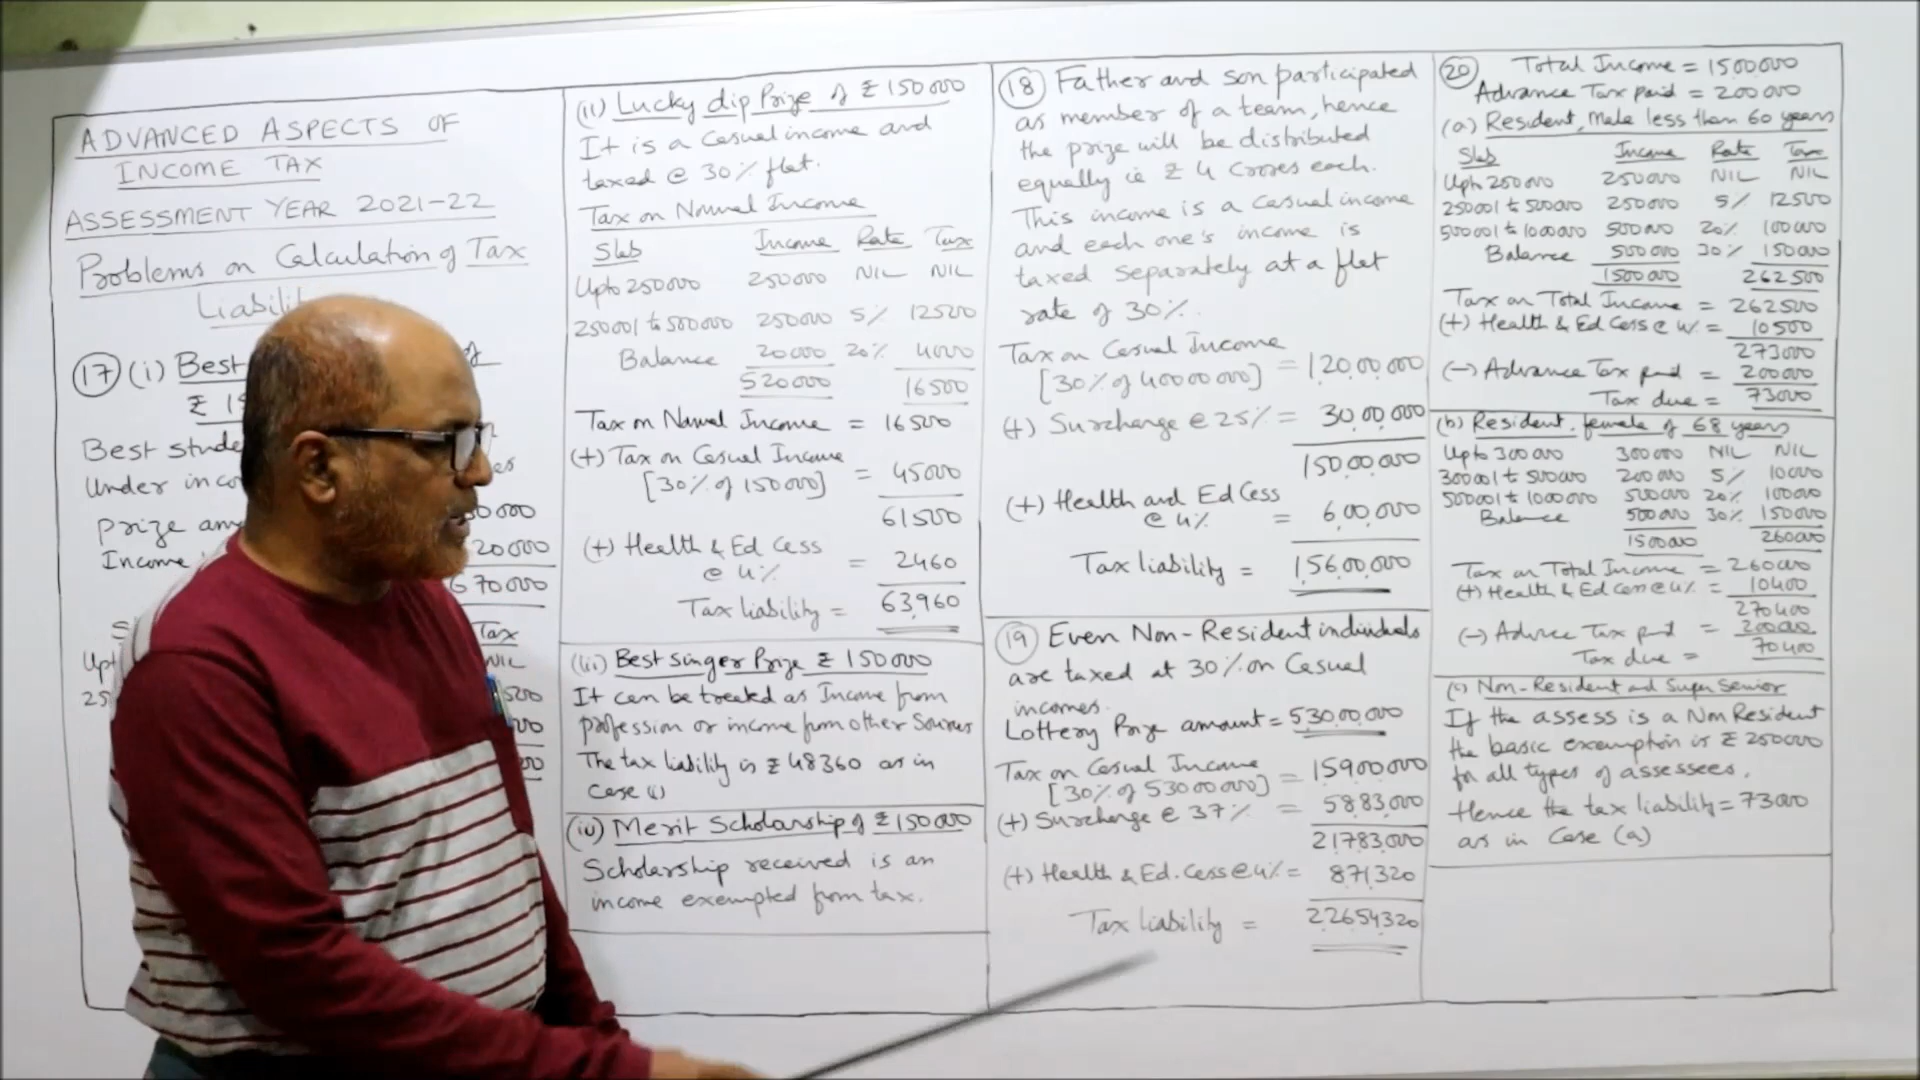 ADVANCED ASPECTS OF
INCOME TAX
ASSESSMENT YEAR 2021-22
Problems on Calculation of Tax
17 (i) Best
₹
Best stude
Under inco
prize am
Income
20000
670000
Tax
NIL
(ii) Lucky dip Prize of ₹ 150000
It is a Casual income and
taxed @ 30% flat.
Tax on Normal Income
Slab Income Rate Tax
Upto 250000 250000 NIL NIL
250001 to 500000 250000 5% 12500
Balance 20000 20% 4000
520000 16500
Tax on Normal Income = 16500
(+) Tax on Casual Income
[30% of 150000] = 45000
61500
(+) Health & Ed Cess
@ 4% = 2460
Tax liability = 63,960
(iii) Best Singer Prize ₹ 150000
It can be treated as Income from
profession or income from other Sources
The tax liability is ₹ 48360 as in
Case (i)
(iv) Merit Scholarship of ₹ 150000
Scholarship received is an
income exempted from tax.
18 Father and son participated
as member of a team, hence
the prize will be distributed
equally ie ₹ 4 Crores each.
This income is a casual income
and each one's income is
taxed separately at a flat
rate of 30%.
Tax on Casual Income
[30% of 40000000] = 1,20,00,000
(+) Surcharge @ 25% = 30,00,000
150,00,000
(+) Health and Ed Cess
@ 4% = 6,00,000
Tax liability = 1,56,00,000
19 Even Non-Resident individuals
are taxed at 30% on Casual
incomes.
Lottery Prize amount = 530,00,000
Tax on Casual Income
[30% of 53000000] = 15900000
(+) Surcharge @ 37% = 5883,000
21783,000
(+) Health & Ed. Cess @ 4% = 871,320
Tax liability = 22654320
20 Total Income = 1500000
Advance Tax paid = 200000
(a) Resident, Male less than 60 years
Slab Income Rate Tax
Upto 250000 250000 NIL NIL
250001 to 500000 250000 5% 12500
500001 to 1000000 500000 20% 100000
Balance 500000 30% 150000
1500000 262500
Tax on Total Income = 262500
(+) Health & Ed Cess @ 4% = 10500
273000
(-) Advance Tax paid = 200000
Tax due = 73000
(b) Resident, female of 68 years
Upto 300000 300000 NIL NIL
300001 to 500000 200000 5% 10000
500001 to 1000000 500000 20% 100000
Balance 500000 30% 150000
1500000 260000
Tax on Total Income = 260000
(+) Health & Ed Cess @ 4% = 10400
270400
(-) Advnce Tax paid = 200000
Tax due = 70400
(c) Non-Resident and Super Senior
If the assess is a Non Resident
the basic exemption is ₹ 250000
for all types of assessees.
Hence the tax liability = 73000
as in Case (a)